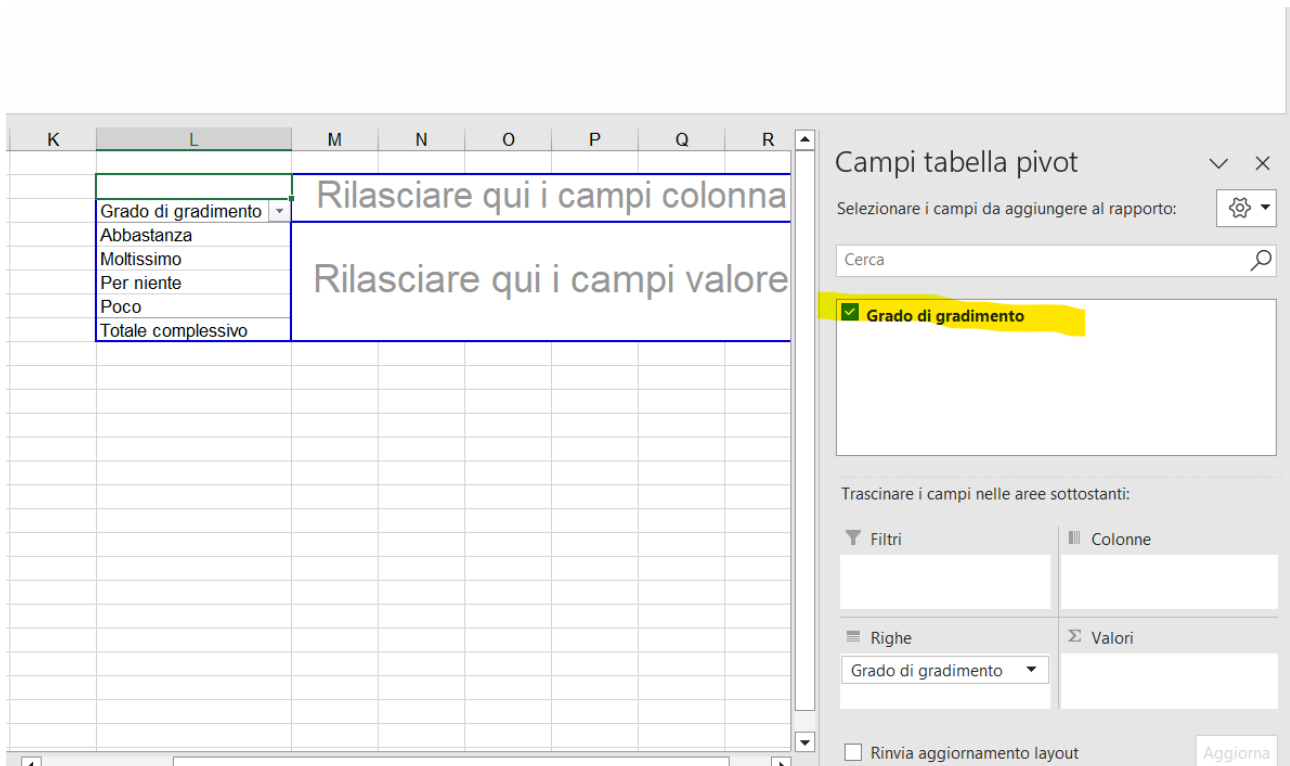 K L M N O P Q R
Rilasciare qui i campi colonna
Grado di gradimento
Abbastanza
Moltissimo
Per niente
Poco
Totale complessivo
Rilasciare qui i campi valore
Campi tabella pivot
Selezionare i campi da aggiungere al rapporto:
Cerca
Grado di gradimento
Trascinare i campi nelle aree sottostanti:
Filtri
Colonne
Righe
Σ Valori
Grado di gradimento
Rinvia aggiornamento layout
Aggiorna